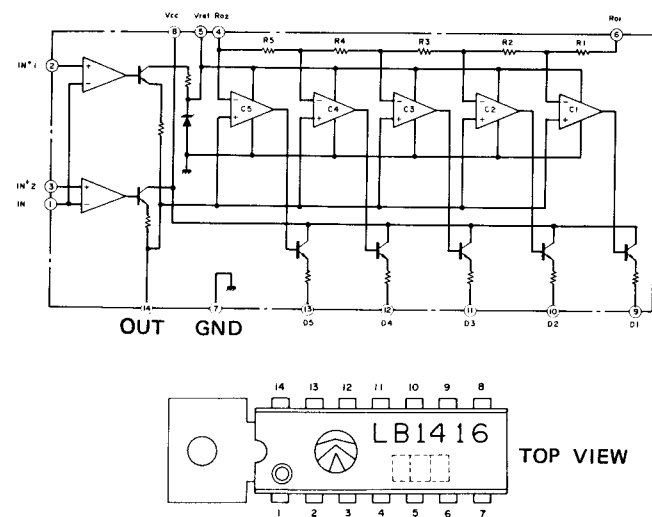 Vcc Vref Ro2 Ro1
8 5 4 6
R5 R4 R3 R2 R1
IN+1 2
C5 C4 C3 C2 C1
IN+2 3
IN 1
14 7 13 12 11 10 9
OUT GND D5 D4 D3 D2 D1
14 13 12 11 10 9 8
LB1416
TOP VIEW
1 2 3 4 5 6 7